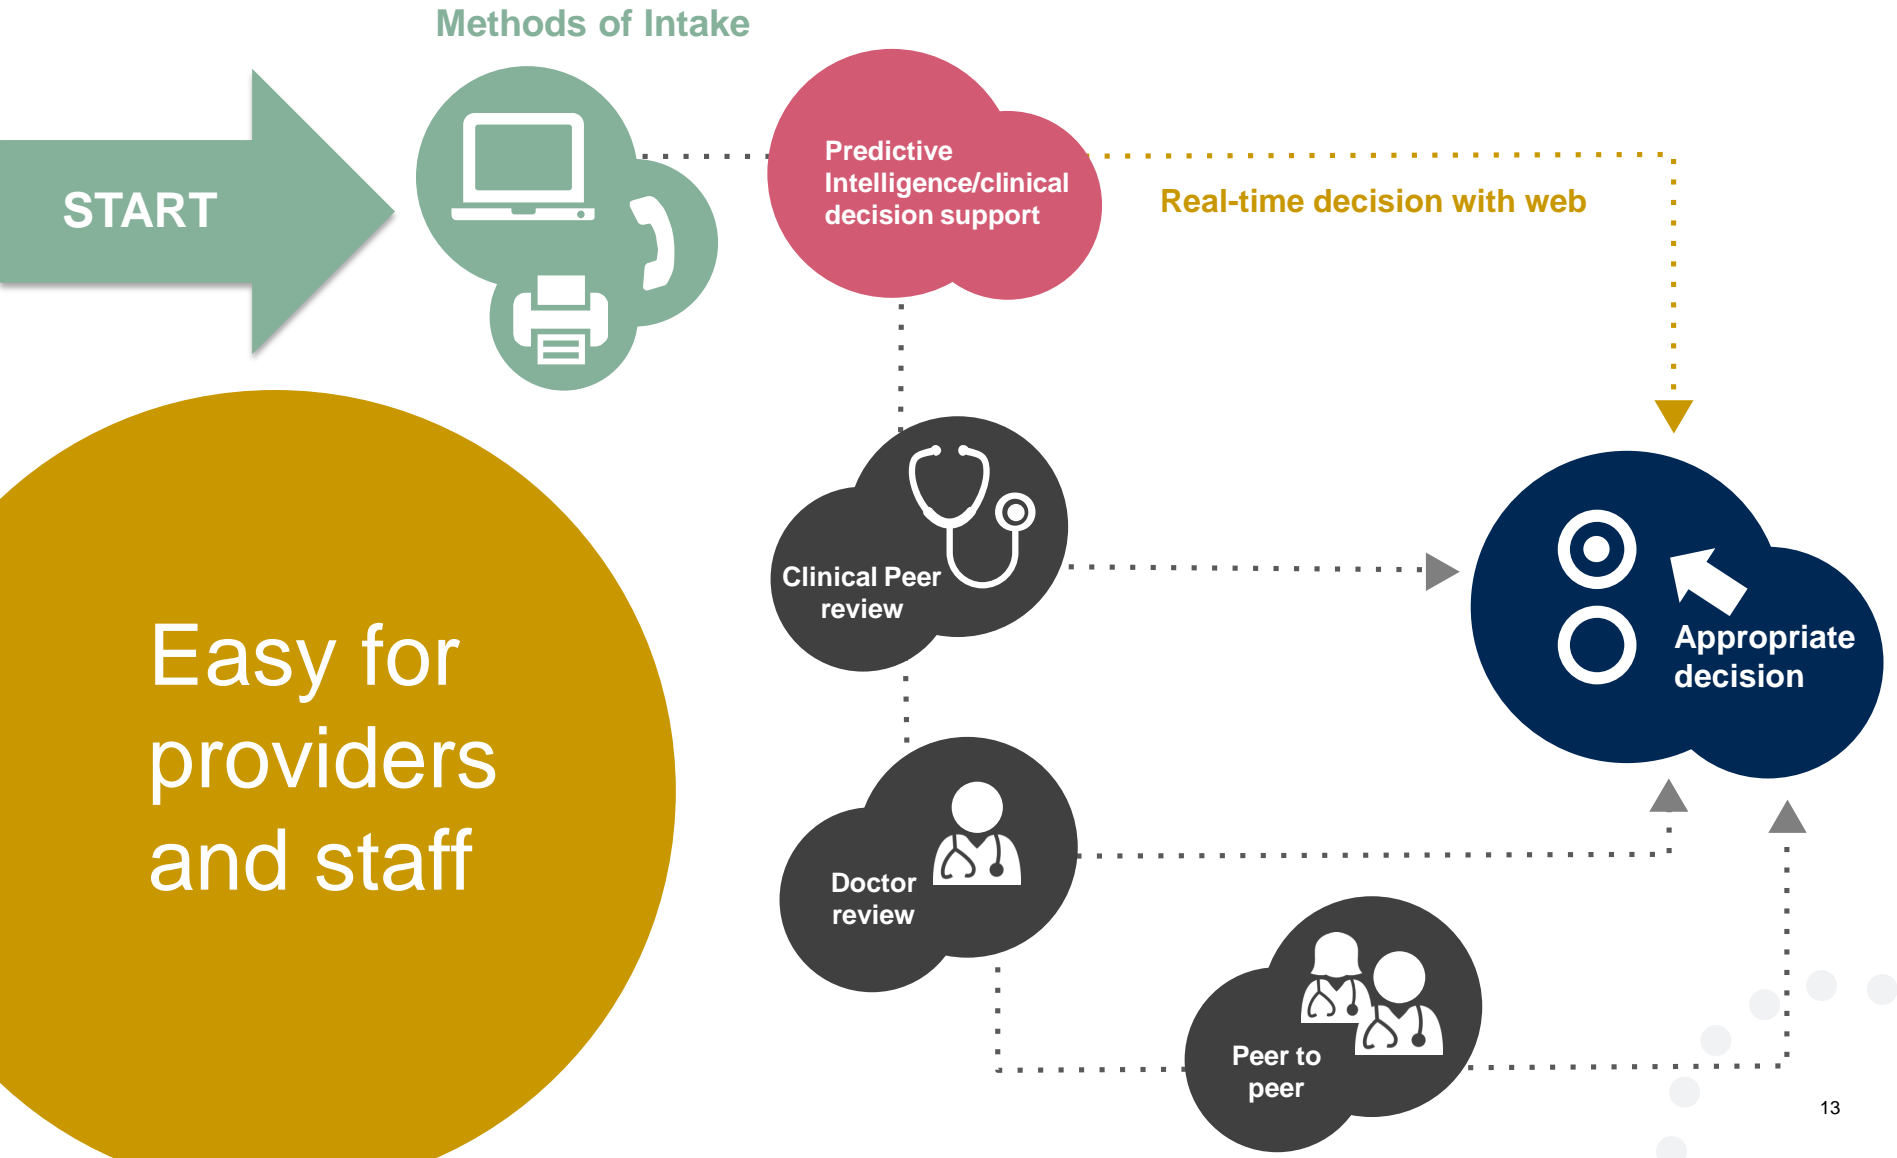 Methods of Intake
START
Predictive
Intelligence/clinical
decision support
Real-time decision with web
Clinical Peer
review
Appropriate
decision
Easy for
providers
and staff
Doctor
review
Peer to
peer
13